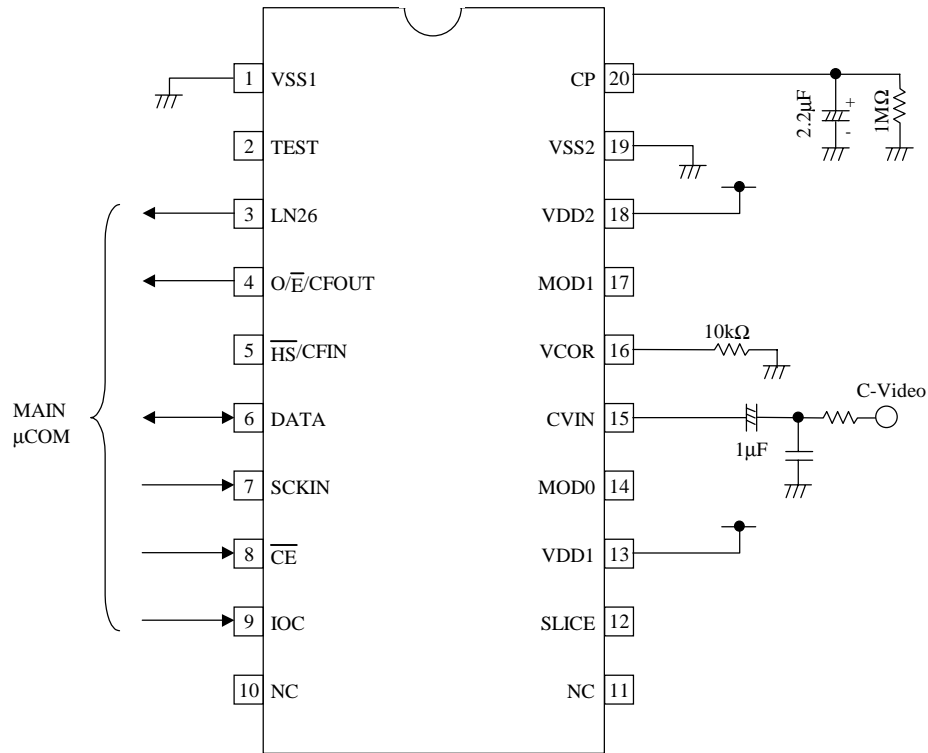 1 VSS1
2 TEST
3 LN26
4 O/E̅/CFOUT
5 H̅S̅/CFIN
6 DATA
7 SCKIN
8 C̅E̅
9 IOC
10 NC
MAIN
μCOM
CP 20
VSS2 19
VDD2 18
MOD1 17
VCOR 16
CVIN 15
MOD0 14
VDD1 13
SLICE 12
NC 11
2.2μF
+
-
1MΩ
10kΩ
C-Video
1μF